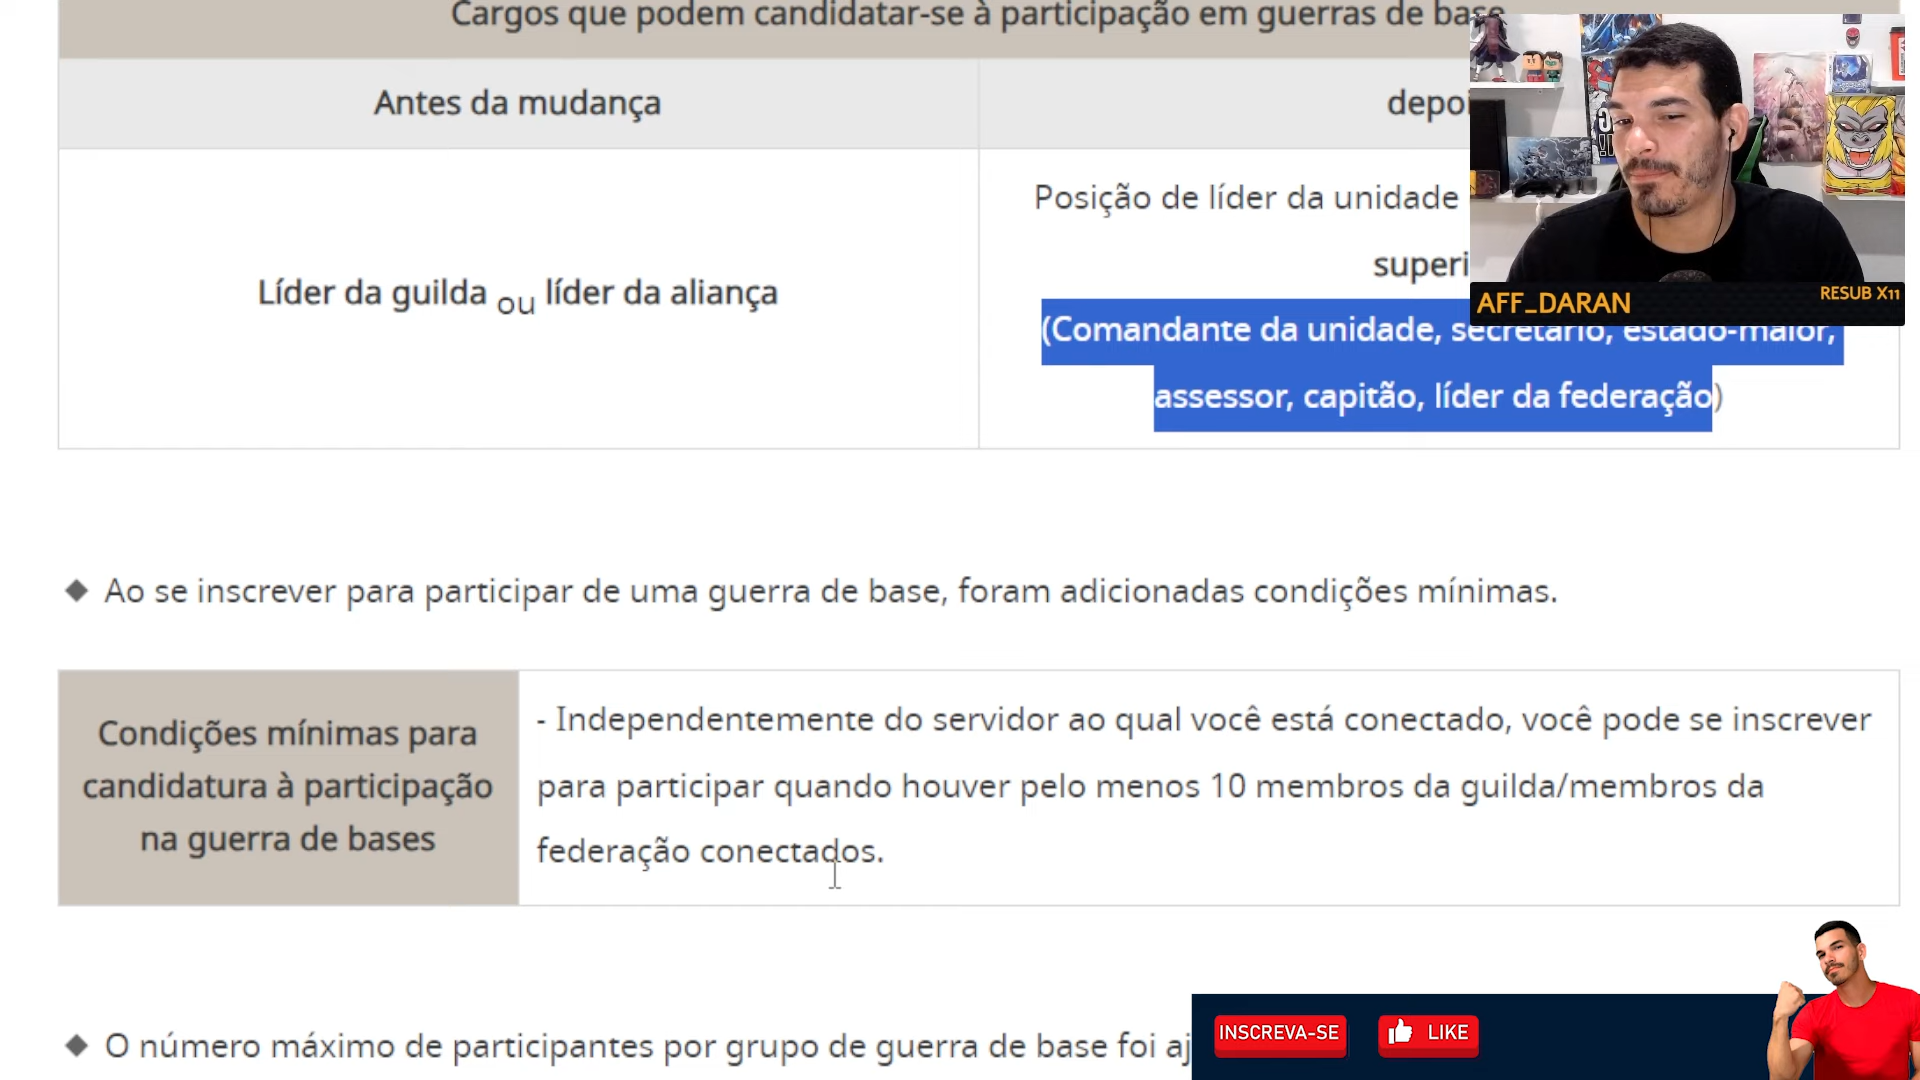 Cargos que podem candidatar-se à participação em guerras de base
Antes da mudança
Posição de líder da unidade
superi
Líder da guilda ou líder da aliança
(Comandante da unidade, secretário, estado-maior,
assessor, capitão, líder da federação)
AFF_DARAN
RESUB X11
◆ Ao se inscrever para participar de uma guerra de base, foram adicionadas condições mínimas.
Condições mínimas para
candidatura à participação
na guerra de bases
- Independentemente do servidor ao qual você está conectado, você pode se inscrever
para participar quando houver pelo menos 10 membros da guilda/membros da
federação conectados.
◆ O número máximo de participantes por grupo de guerra de base foi aj
INSCREVA-SE
LIKE